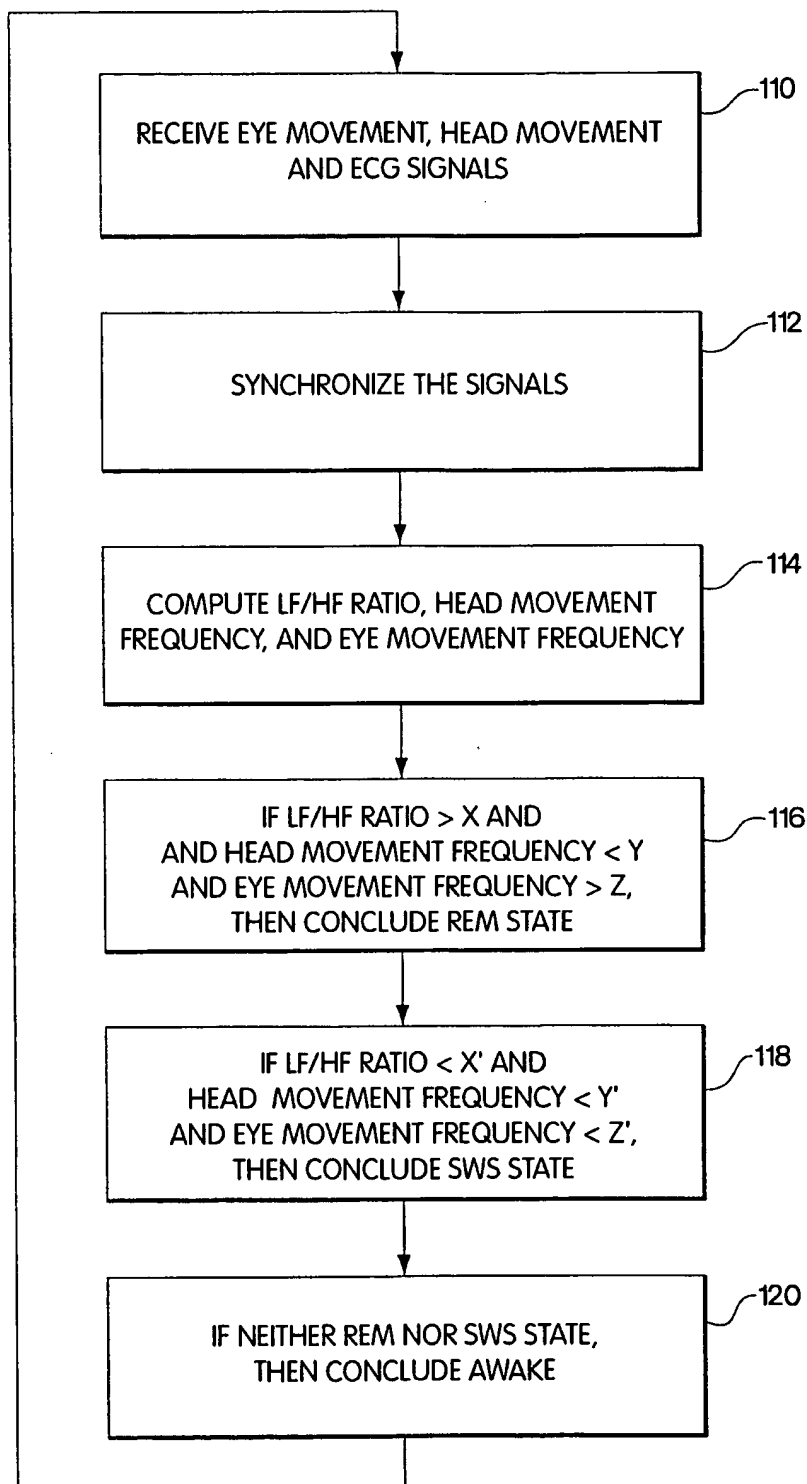 110
RECEIVE EYE MOVEMENT, HEAD MOVEMENT
AND ECG SIGNALS
112
SYNCHRONIZE THE SIGNALS
114
COMPUTE LF/HF RATIO, HEAD MOVEMENT
FREQUENCY, AND EYE MOVEMENT FREQUENCY
116
IF LF/HF RATIO > X AND
AND HEAD MOVEMENT FREQUENCY < Y
AND EYE MOVEMENT FREQUENCY > Z,
THEN CONCLUDE REM STATE
118
IF LF/HF RATIO < X' AND
HEAD MOVEMENT FREQUENCY < Y'
AND EYE MOVEMENT FREQUENCY < Z',
THEN CONCLUDE SWS STATE
120
IF NEITHER REM NOR SWS STATE,
THEN CONCLUDE AWAKE